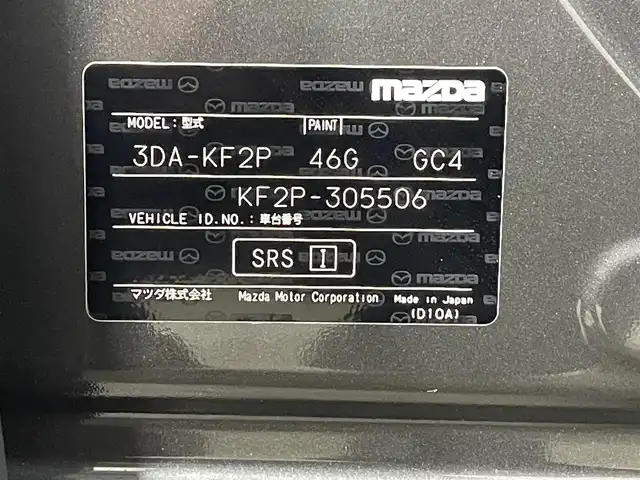 mazda
MODEL：型式 PAINT
3DA-KF2P 46G GC4
KF2P-305506
VEHICLE ID.NO.：車台番号
SRS I
マツダ株式会社 Mazda Motor Corporation Made in Japan
(D10A)